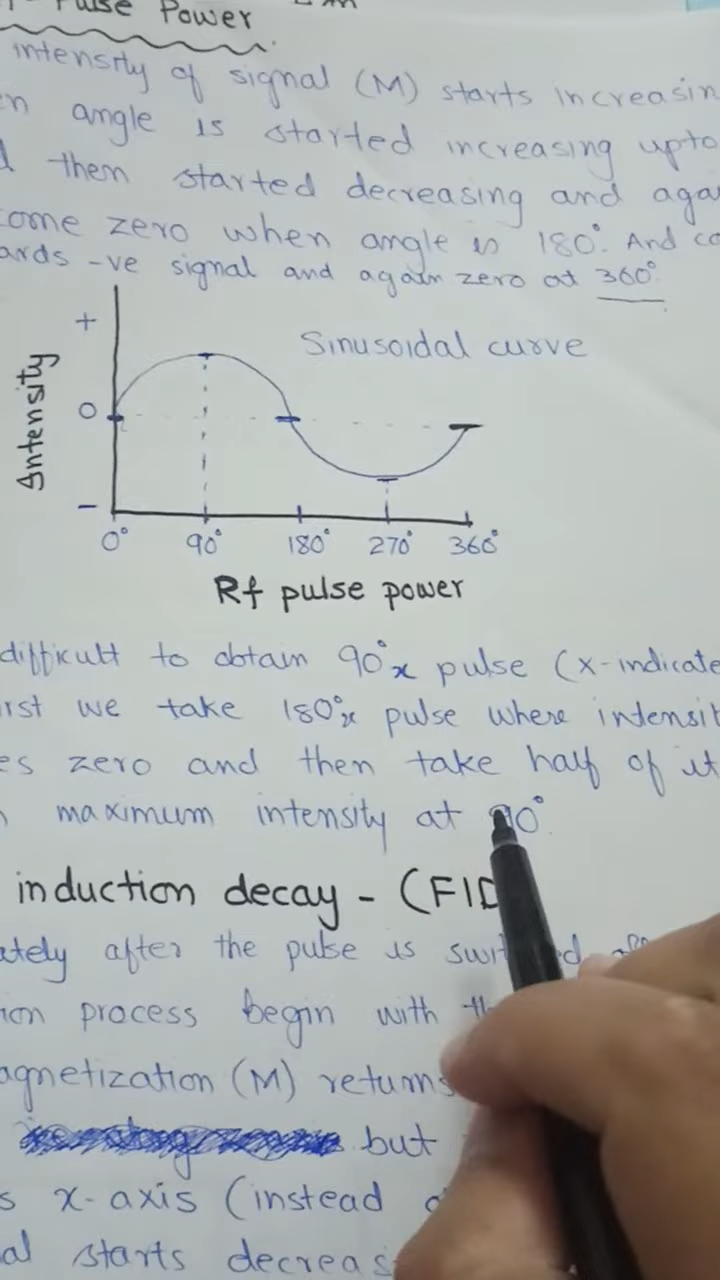 Pulse Power
intensity of signal (M) starts increasin
en angle is started increasing upto
d them started decreasing and aga
come zero when angle is 180°. And co
ards -ve signal and again zero at 360°
+
Sinusoidal curve
Intensity
0
-
0° 90° 180° 270° 360°
Rf pulse power
difficult to obtain 90°x pulse (x-indicate
irst we take 180°x pulse where intensit
es zero and then take half of it
maximum intensity at 90°
induction decay - (FID
ately after the pulse is
ion process begin with
agnetization (M) returns
but
s x-axis (instead
al starts decreas